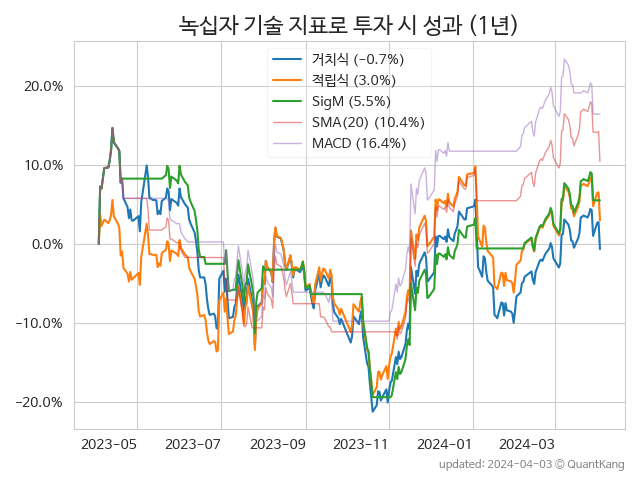 녹십자 기술 지표로 투자 시 성과 (1년)
거치식 (−0.7%)
적립식 (3.0%)
SigM (5.5%)
SMA(20) (10.4%)
MACD (16.4%)
20.0%
10.0%
0.0%
−10.0%
−20.0%
2023-05 2023-07 2023-09 2023-11 2024-01 2024-03
updated: 2024-04-03 © QuantKang